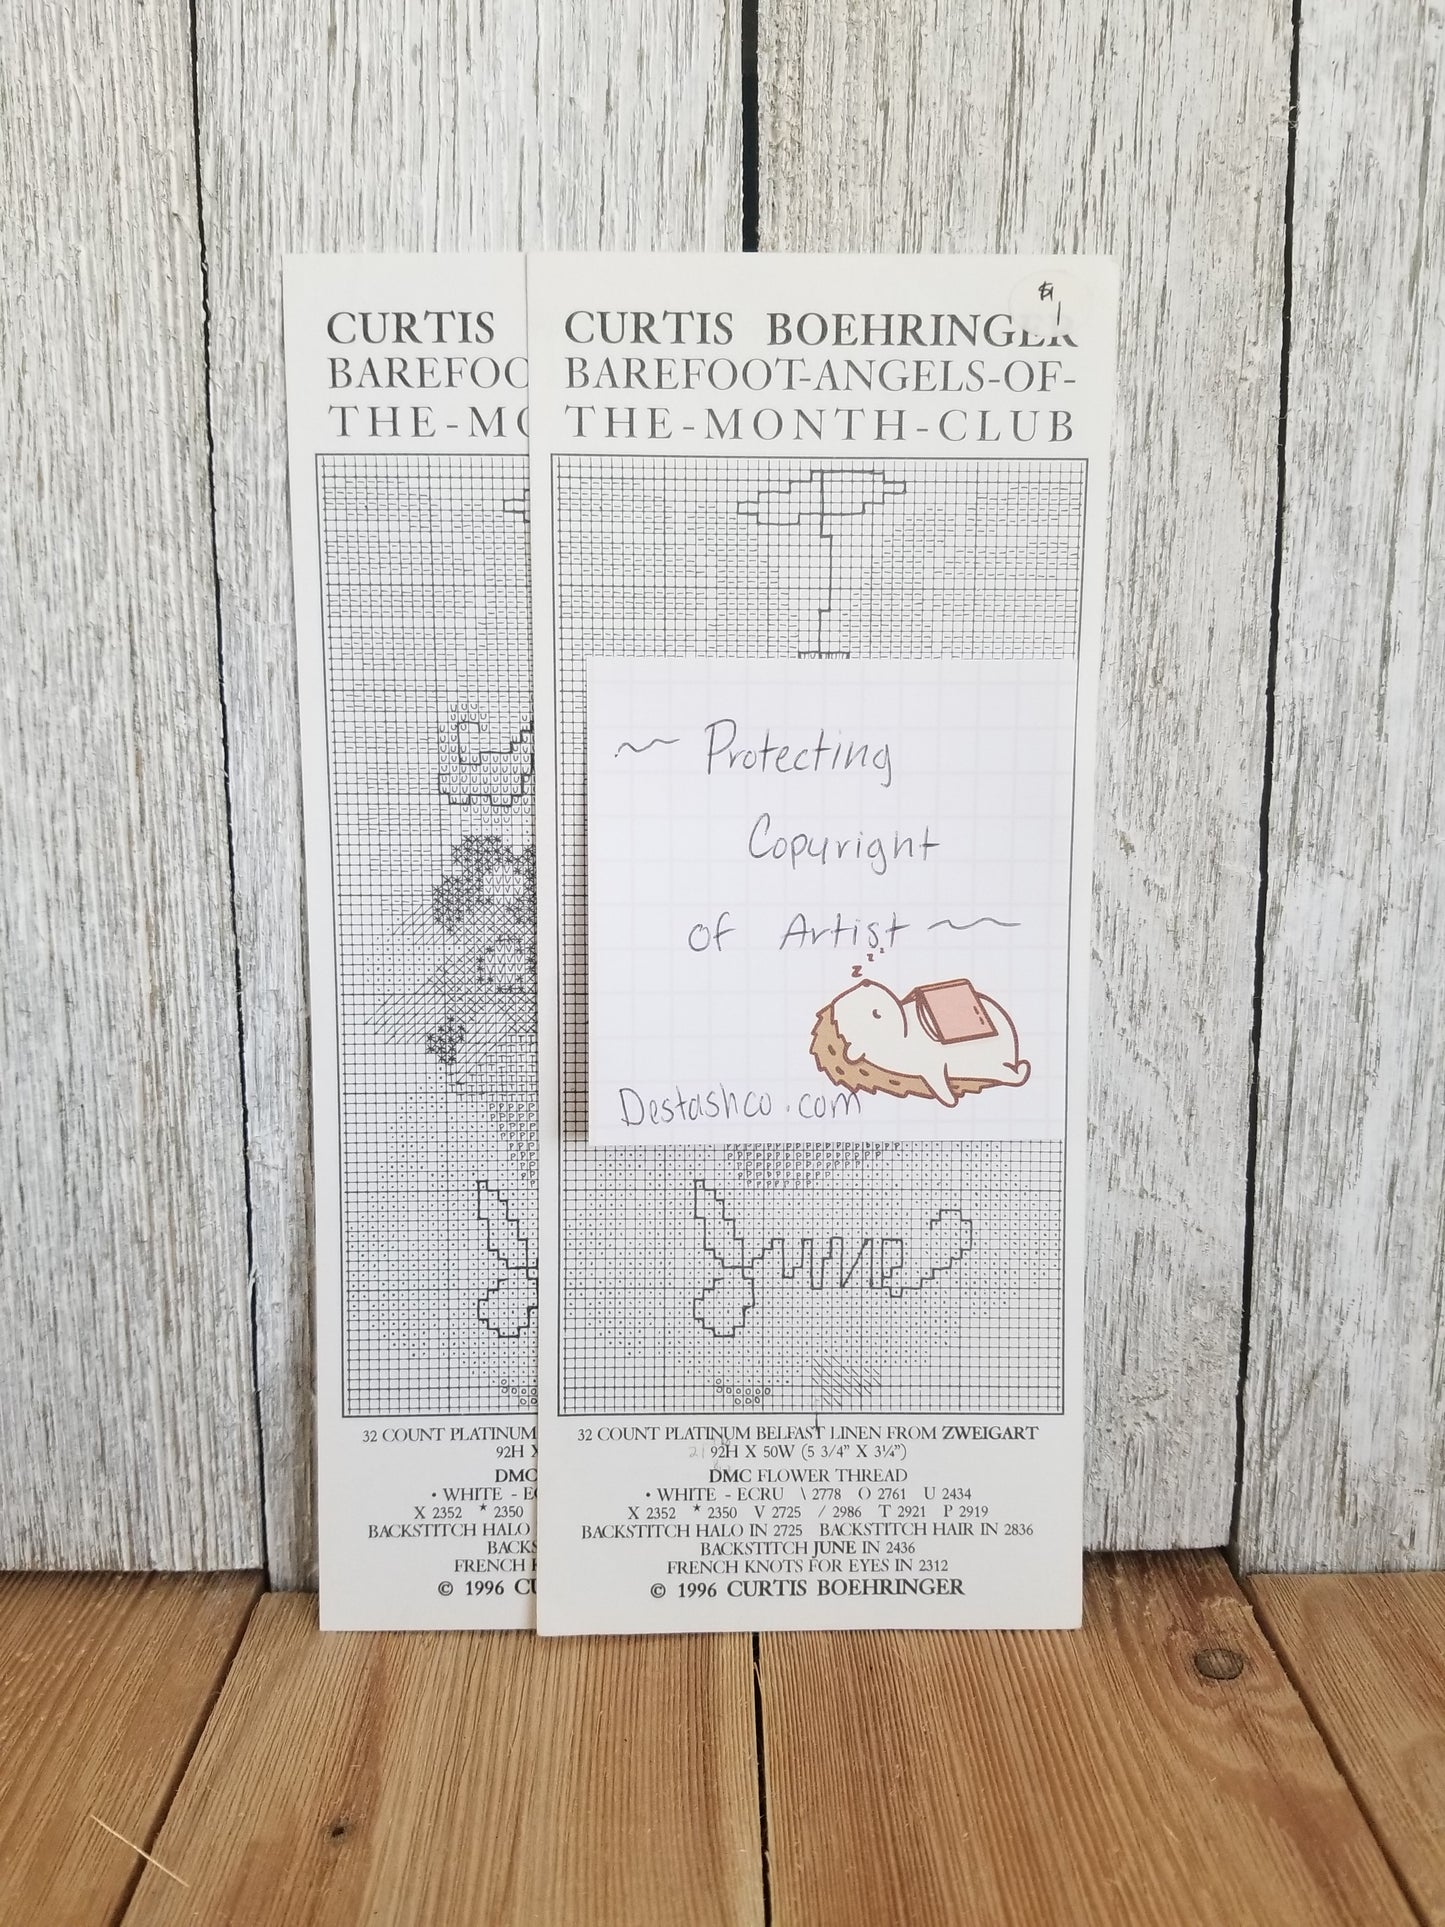 CURTIS
BAREFOO
THE-MO
32 COUNT PLATINUM
92H X
DMC
• WHITE - EC
X 2352 * 2350
BACKSTITCH HALO
BACKS
FRENCH K
© 1996 CU
$1
CURTIS BOEHRINGER
BAREFOOT-ANGELS-OF-
THE-MONTH-CLUB
~ Protecting
Copyright
of Artist ~
z z z
Destashco.com
June
32 COUNT PLATINUM BELFAST LINEN FROM ZWEIGART
92H X 50W (5 3/4" X 3¼")
DMC FLOWER THREAD
• WHITE - ECRU \ 2778 O 2761 U 2434
X 2352 * 2350 V 2725 / 2986 T 2921 P 2919
BACKSTITCH HALO IN 2725 BACKSTITCH HAIR IN 2836
BACKSTITCH JUNE IN 2436
FRENCH KNOTS FOR EYES IN 2312
© 1996 CURTIS BOEHRINGER